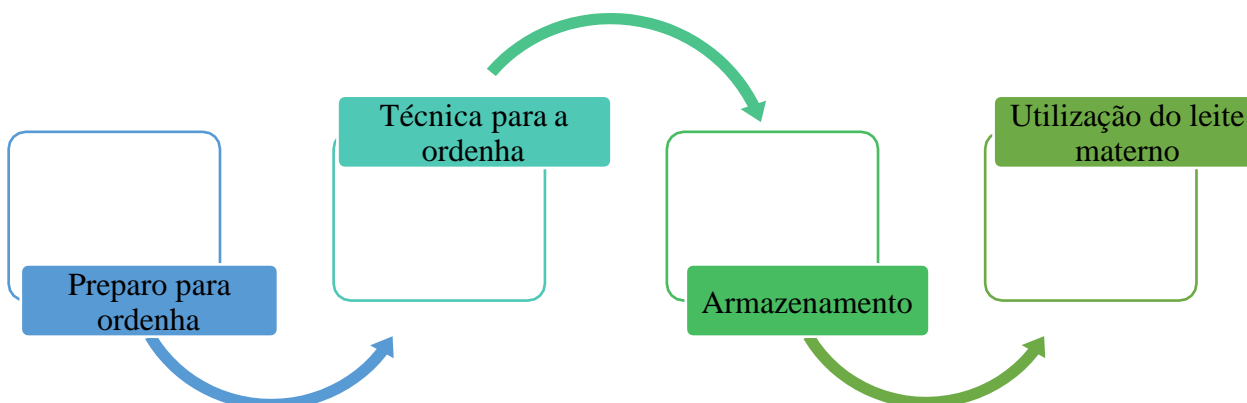 Preparo para
ordenha
Técnica para a
ordenha
Armazenamento
Utilização do leite
materno